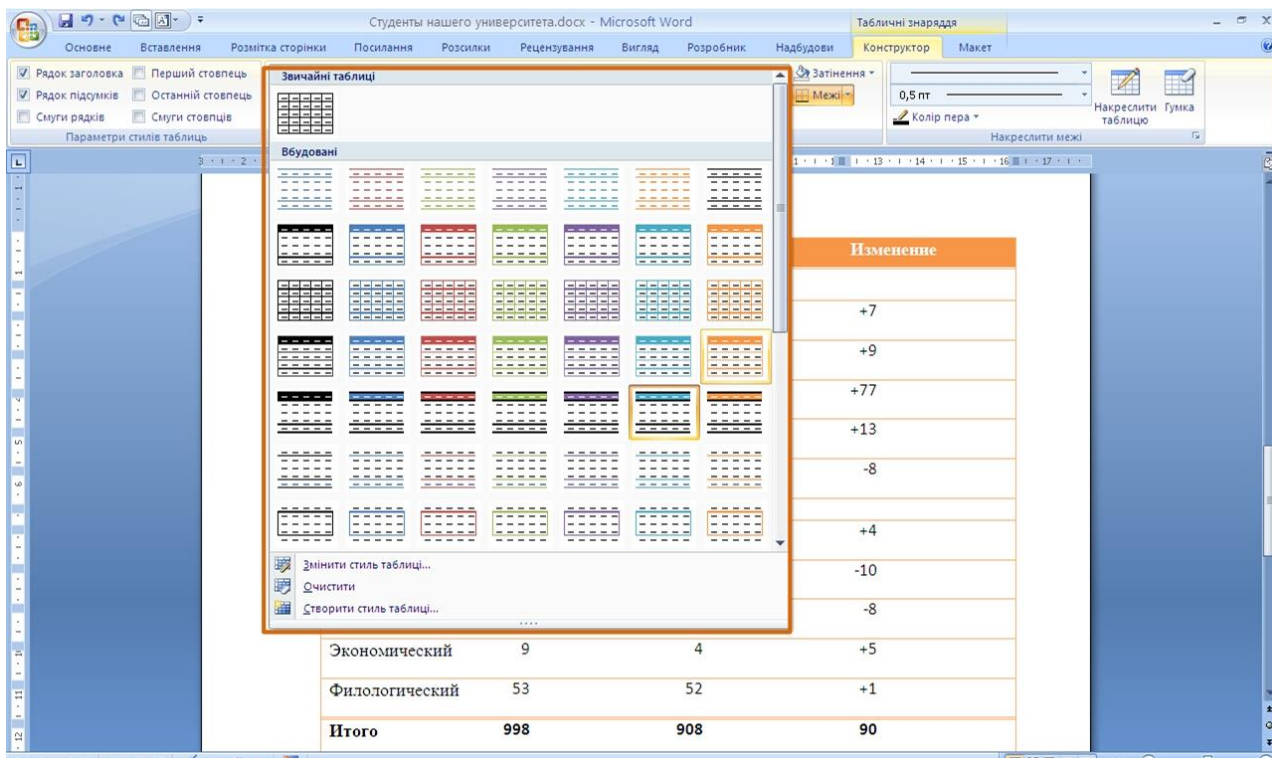 Студенты нашего университета.docx - Microsoft Word
Табличні знаряддя
Основне Вставлення Розмітка сторінки Посилання Розсилки Рецензування Вигляд Розробник Надбудови Конструктор Макет
Рядок заголовка Перший стовпець
Рядок підсумків Останній стовпець
Смуги рядків Смуги стовпців
Параметри стилів таблиць
Затінення
Межі
0,5 пт
Колір пера
Накреслити таблицю
Гумка
Накреслити межі
Звичайні таблиці
Вбудовані
Змінити стиль таблиці...
Очистити
Створити стиль таблиці...
Изменение
+7
+9
+77
+13
-8
+4
-10
-8
Экономический 9 4 +5
Филологический 53 52 +1
Итого 998 908 90